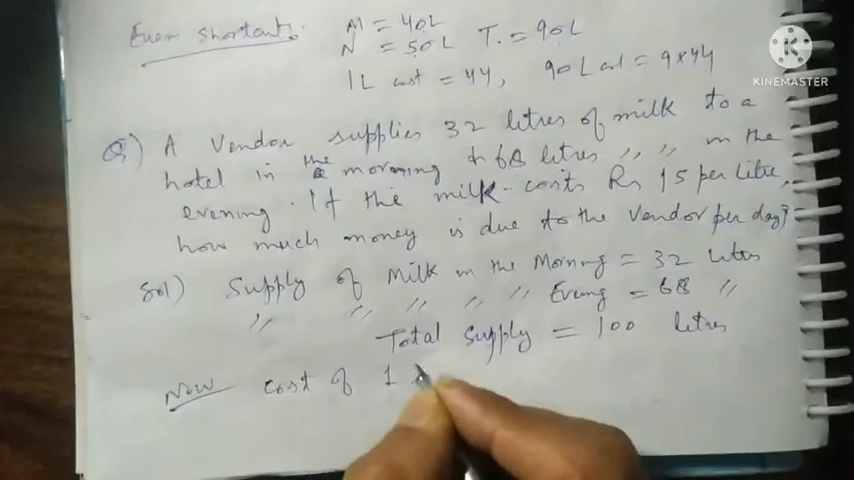 Exam shortcut:
M = 40L
N = 50L T. = 90L
1L cost = 44, 90L cost = 9×44
Q) A Vendor supplies 32 litres of milk to a
hotel in the morning & 68 litres " " in the
evening. If the milk costs Rs 15 per litre,
how much money is due to the vendor per day?
Sol) Supply of Milk in the Morning = 32 litres
" " " " " Evening = 68 "
Total Supply = 100 litres
Now cost of 1
KINEMASTER